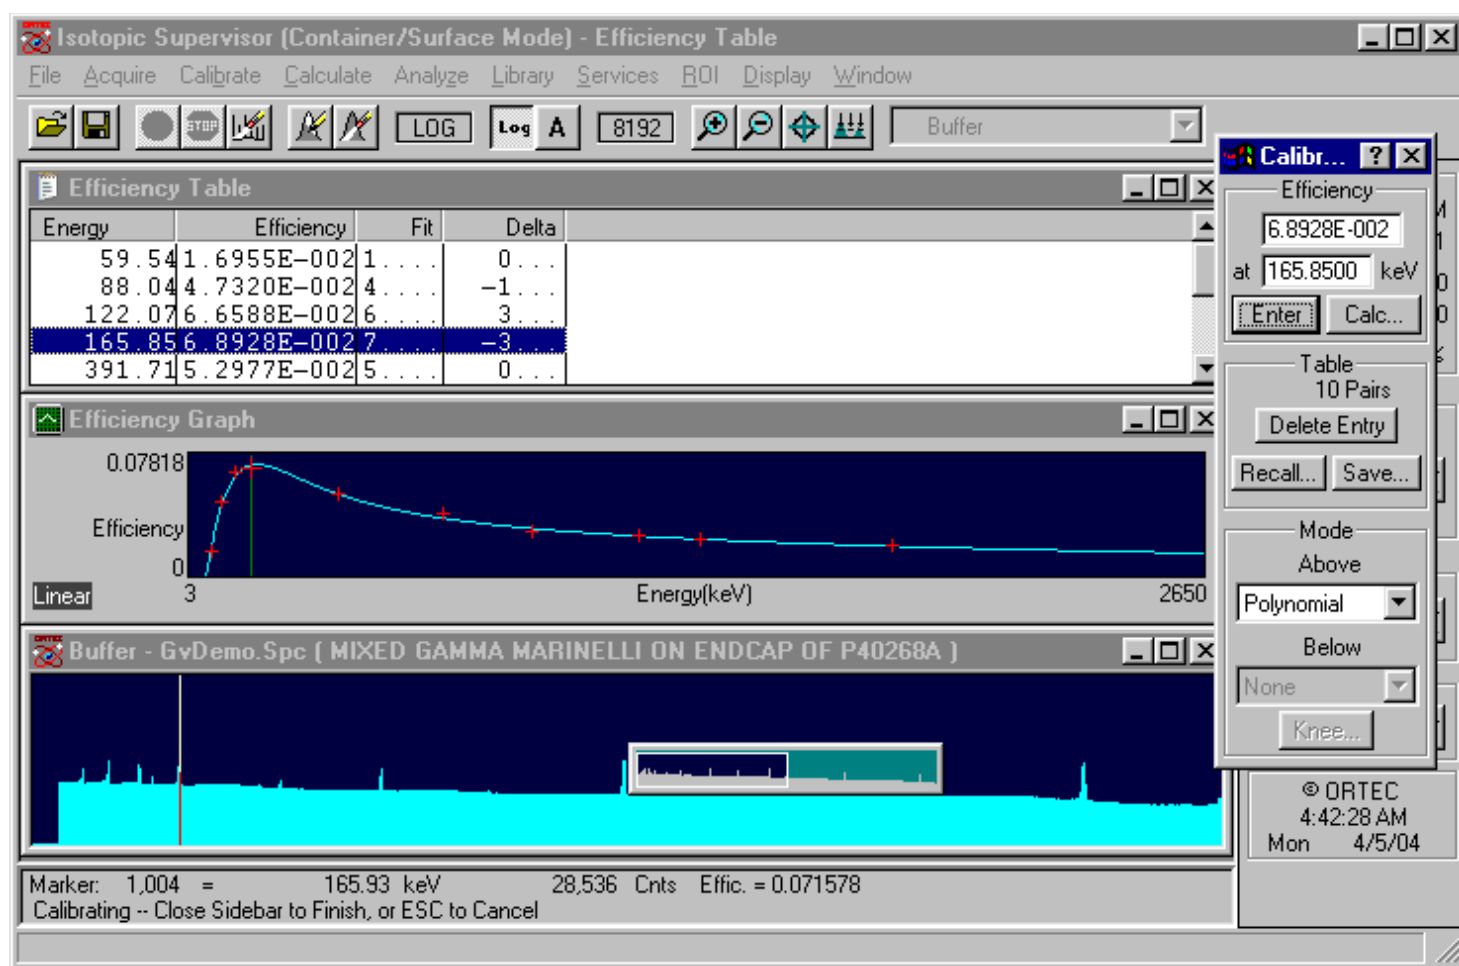 Isotopic Supervisor (Container/Surface Mode) - Efficiency Table
File Acquire Calibrate Calculate Analyze Library Services ROI Display Window
STOP LOG Log A 8192 Buffer
Efficiency Table
Energy Efficiency Fit Delta
59.54 1.6955E-002 1.... 0...
88.04 4.7320E-002 4.... -1...
122.07 6.6588E-002 6.... 3...
165.85 6.8928E-002 7.... -3...
391.71 5.2977E-002 5.... 0...
Efficiency Graph
0.07818
Efficiency
0
Linear 3 Energy(keV) 2650
Buffer - GvDemo.Spc ( MIXED GAMMA MARINELLI ON ENDCAP OF P40268A )
Marker: 1,004 = 165.93 keV 28,536 Cnts Effic. = 0.071578
Calibrating -- Close Sidebar to Finish, or ESC to Cancel
Calibr... ?
Efficiency
6.8928E-002
at 165.8500 keV
Enter Calc...
Table
10 Pairs
Delete Entry
Recall... Save...
Mode
Above
Polynomial
Below
None
Knee...
© ORTEC
4:42:28 AM
Mon 4/5/04